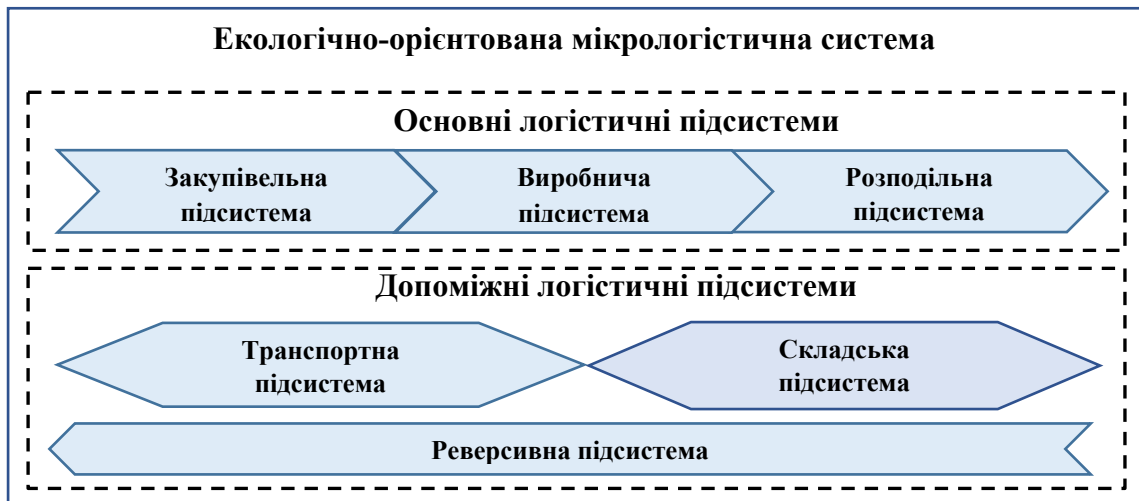 Екологічно-орієнтована мікрологістична система
Основні логістичні підсистеми
Закупівельна
підсистема
Виробнича
підсистема
Розподільна
підсистема
Допоміжні логістичні підсистеми
Транспортна
підсистема
Складська
підсистема
Реверсивна підсистема